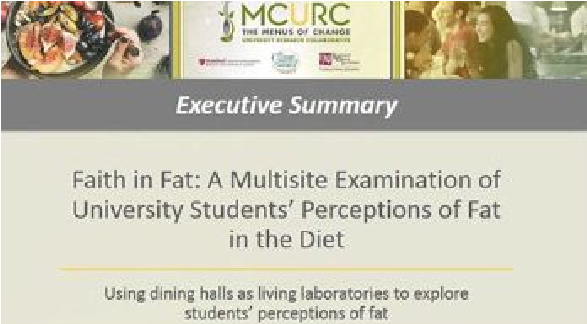 MCURC
THE MENUS OF CHANGE
UNIVERSITY RESEARCH COLLABORATIVE
Executive Summary
Faith in Fat: A Multisite Examination of
University Students' Perceptions of Fat
in the Diet
Using dining halls as living laboratories to explore
students' perceptions of fat